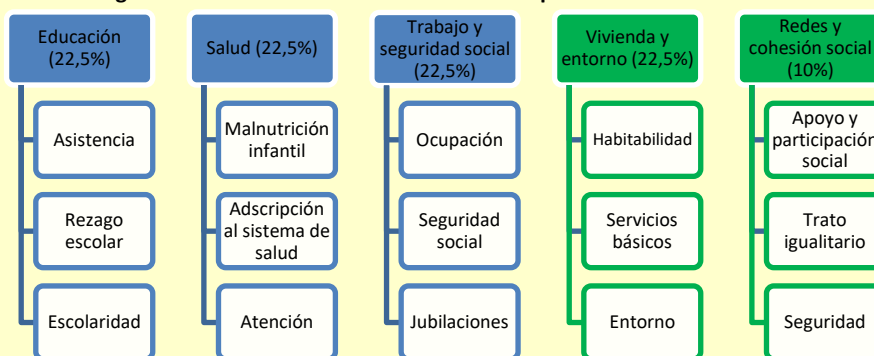 Educación
(22,5%)
Asistencia
Rezago
escolar
Escolaridad
Salud (22,5%)
Malnutrición
infantil
Adscripción
al sistema de
salud
Atención
Trabajo y
seguridad social
(22,5%)
Ocupación
Seguridad
social
Jubilaciones
Vivienda y
entorno (22,5%)
Habitabilidad
Servicios
básicos
Entorno
Redes y
cohesión social
(10%)
Apoyo y
participación
social
Trato
igualitario
Seguridad